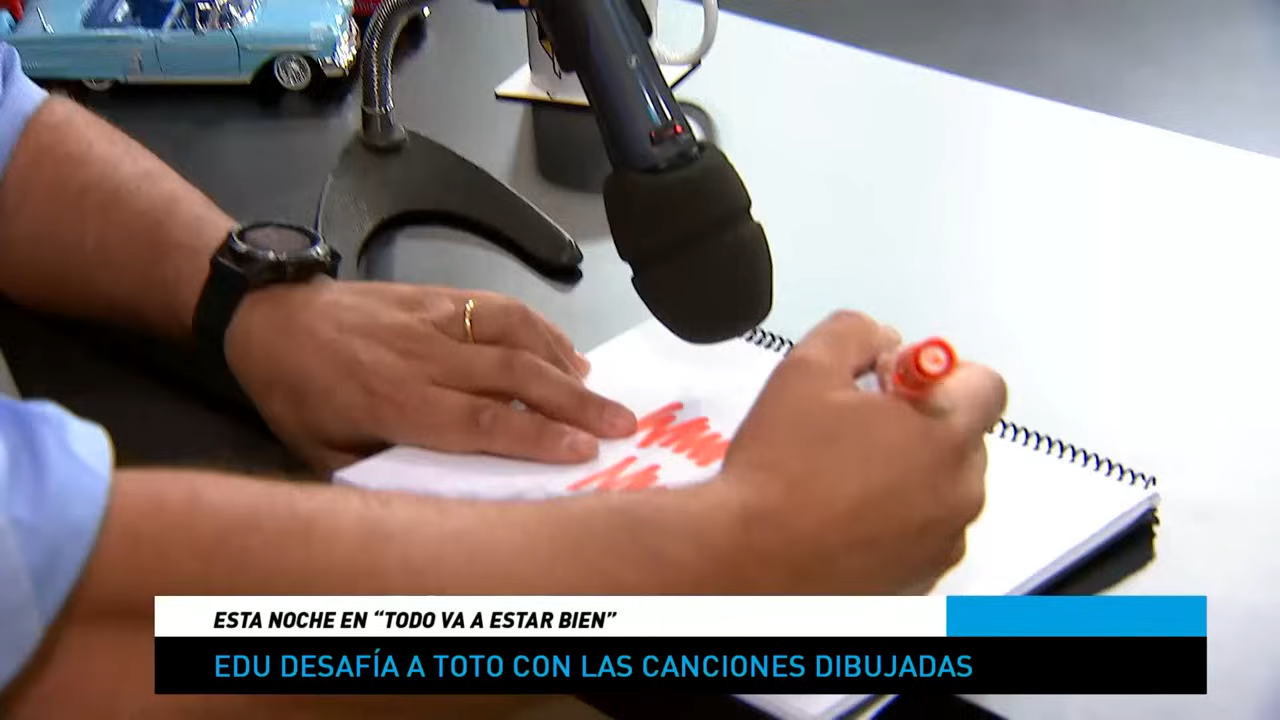 ESTA NOCHE EN “TODO VA A ESTAR BIEN”
EDU DESAFÍA A TOTO CON LAS CANCIONES DIBUJADAS